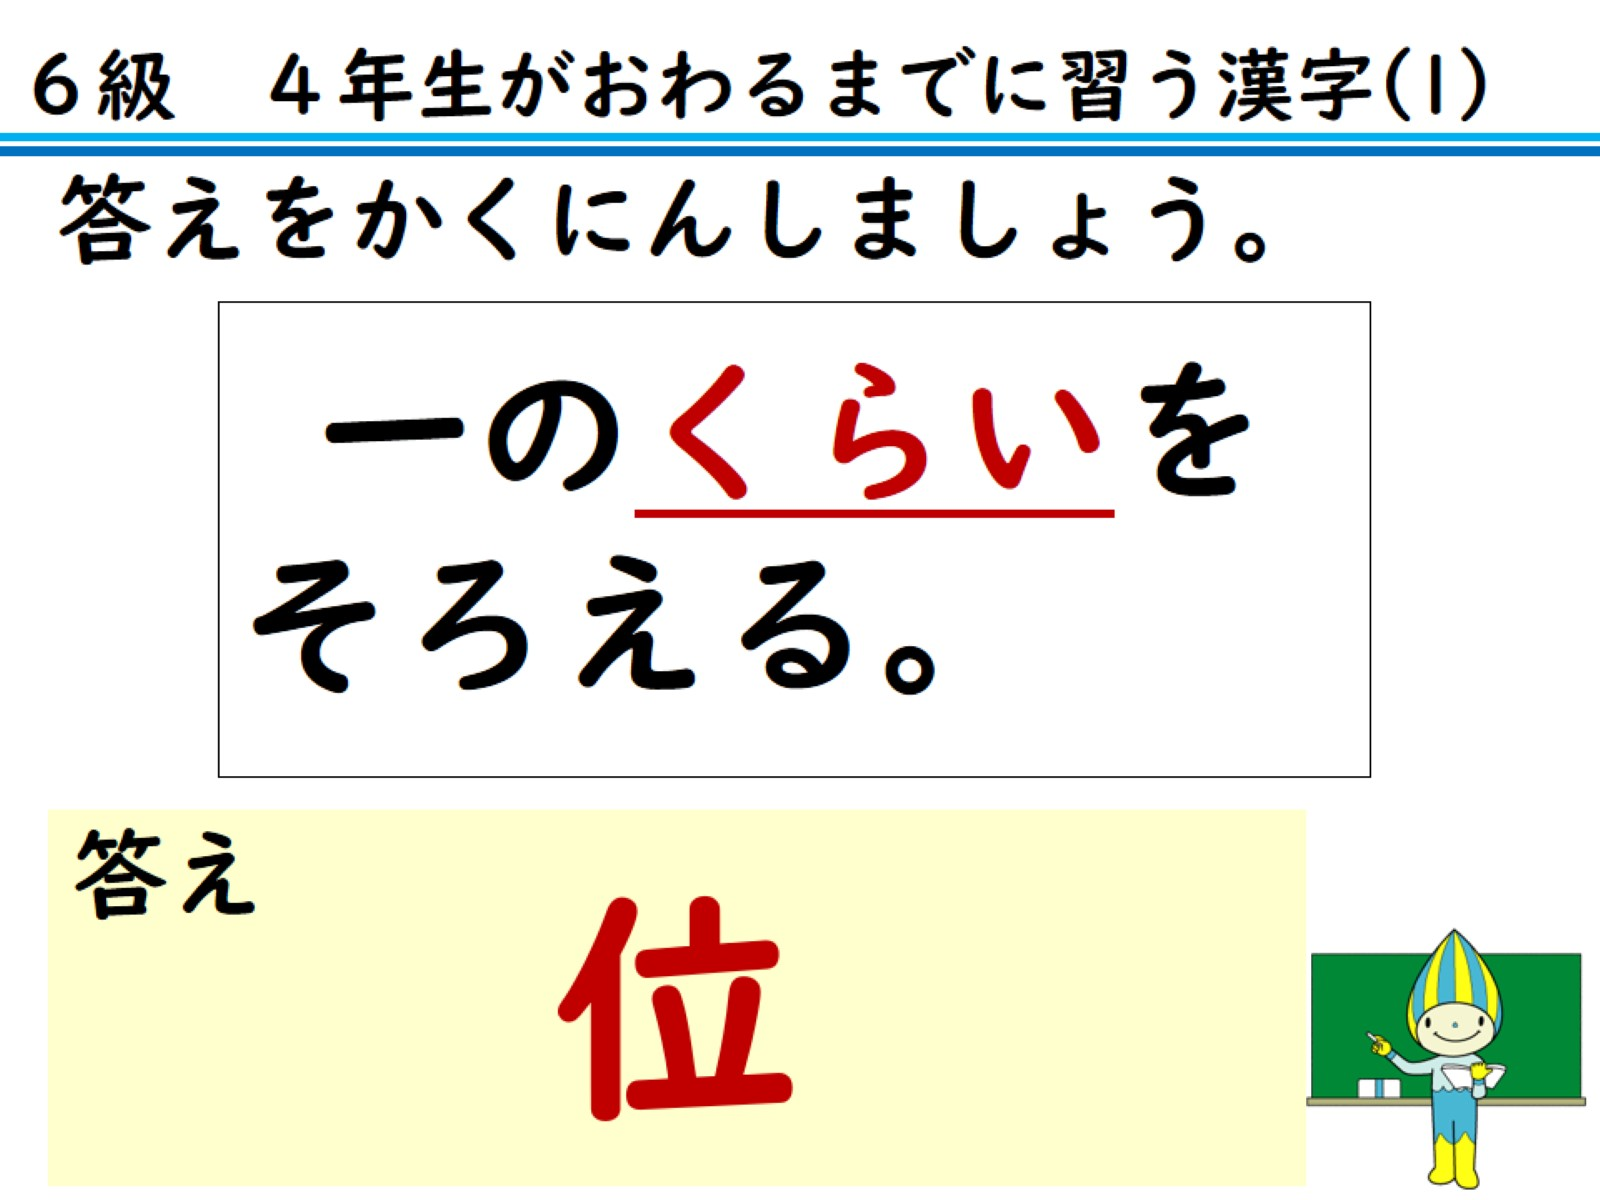 ６級　４年生がおわるまでに習う漢字(1)
答えをかくにんしましょう。
一のくらいを
そろえる。
答え
位